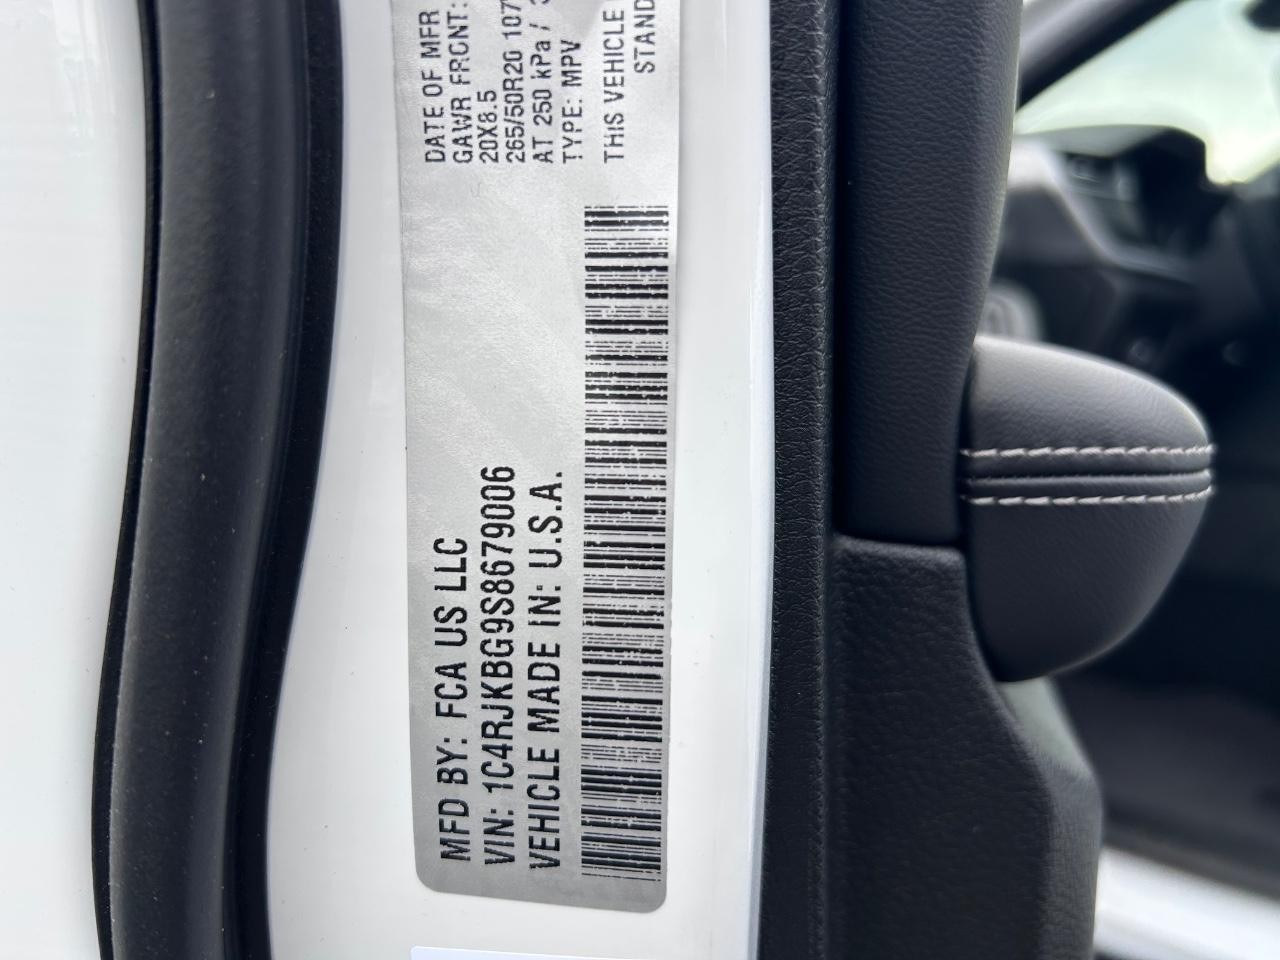 MFD BY: FCA US LLC
VIN: 1C4RJKBG9S8679006
VEHICLE MADE IN: U.S.A.
DATE OF MFR
GAWR FRONT:
20X8.5
265/50R20 107
AT 250 kPa /
TYPE: MPV
THIS VEHICLE
STAND